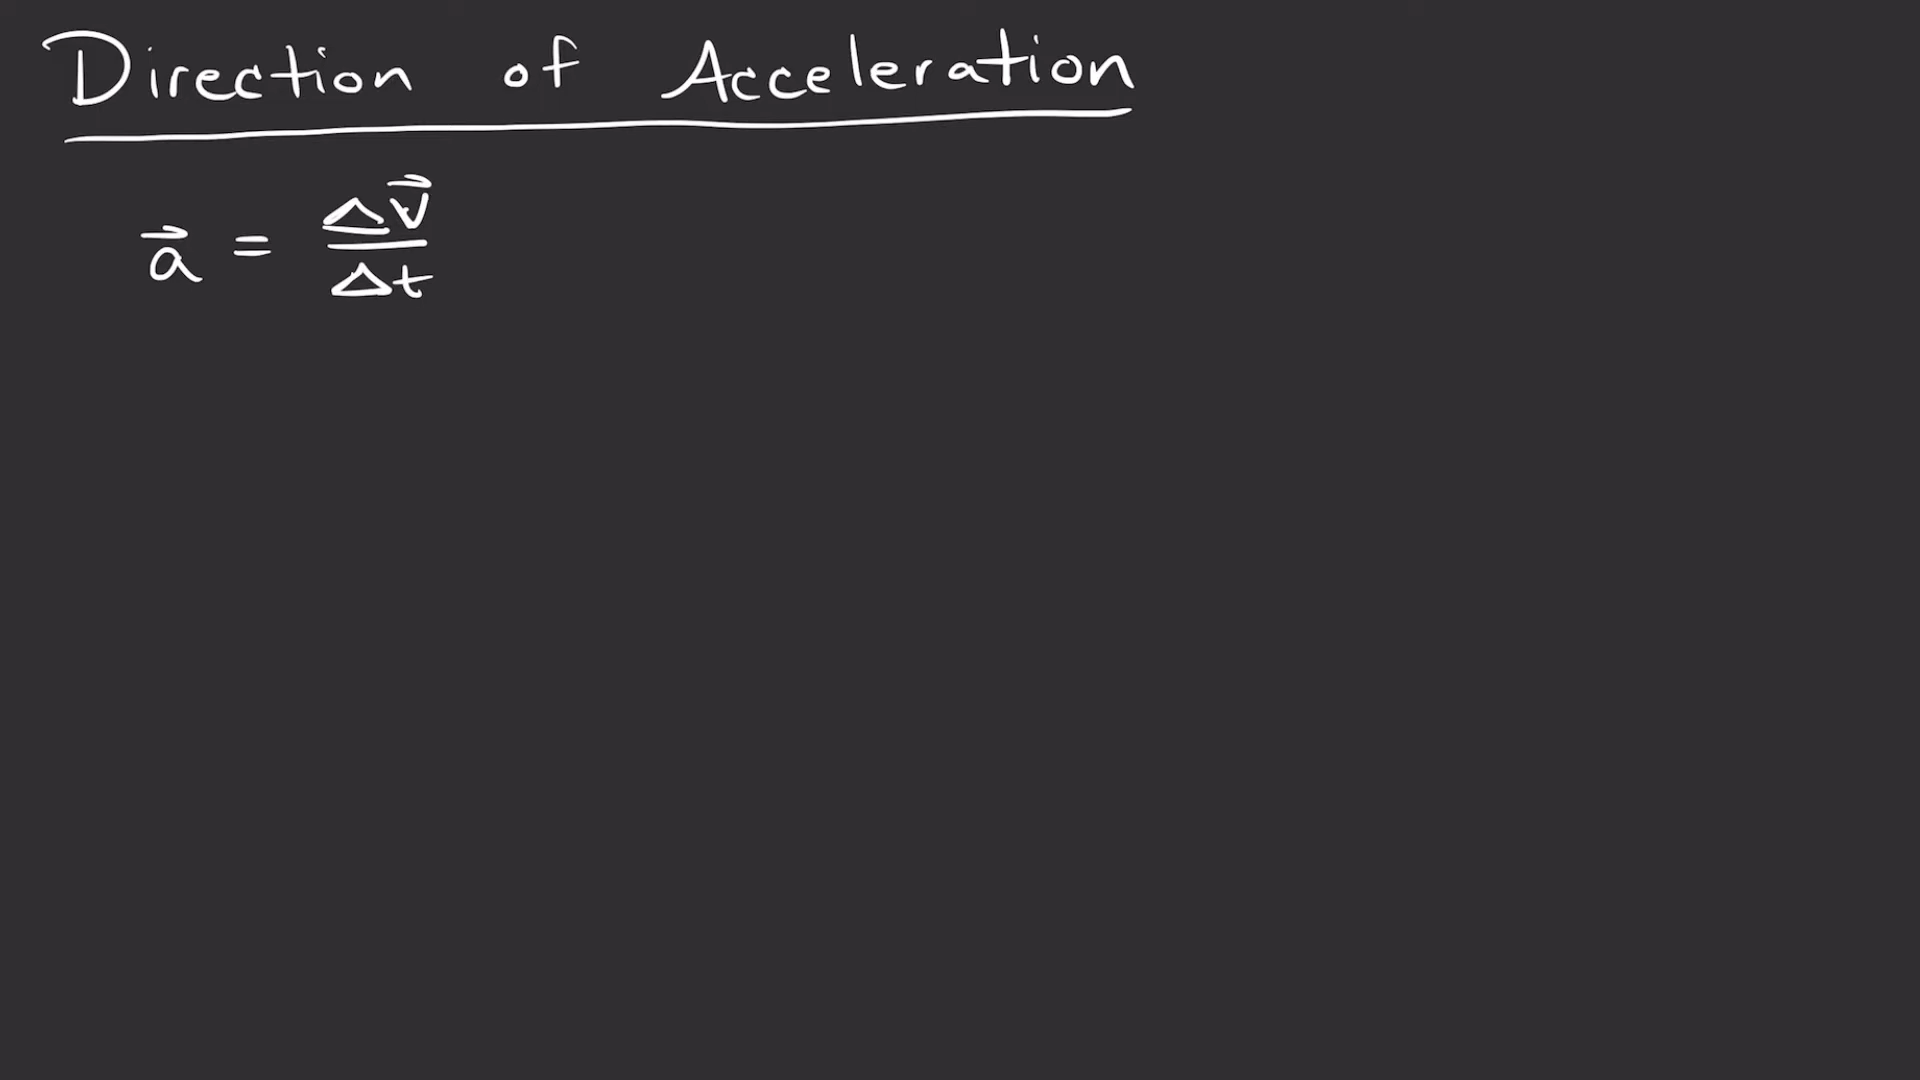 Direction of Acceleration
a⃗ = Δv⃗ / Δt